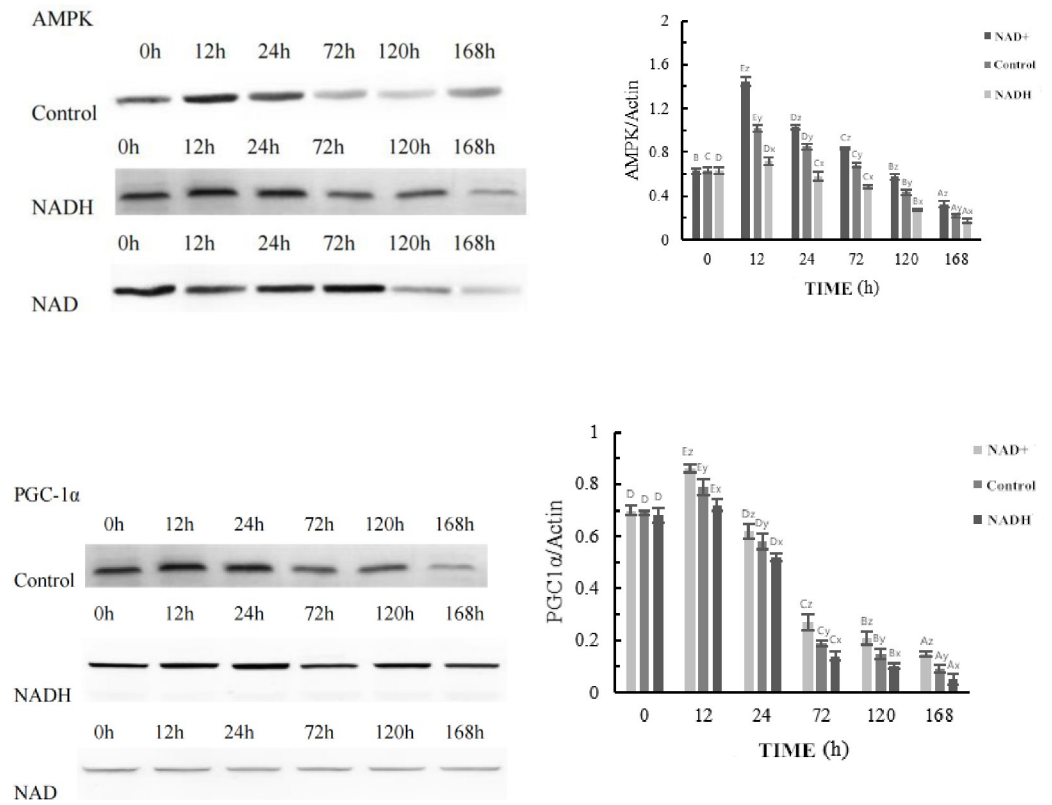 AMPK
0h 12h 24h 72h 120h 168h
Control
0h 12h 24h 72h 120h 168h
NADH
0h 12h 24h 72h 120h 168h
NAD
2
1.6
1.2
0.8
0.4
0
AMPK/Actin
B C D
Ez Ey Dx
Dz Dy Cx
Cz Cy Cx
Bz By Bx
Az Ay Ax
0 12 24 72 120 168
TIME (h)
NAD+
Control
NADH
PGC-1α
0h 12h 24h 72h 120h 168h
Control
0h 12h 24h 72h 120h 168h
NADH
0h 12h 24h 72h 120h 168h
NAD
1
0.8
0.6
0.4
0.2
0
PGC1α/Actin
D D D
Ez Ey Ex
Dz Dy Dx
Cz Cy Cx
Bz By Bx
Az Ay Ax
0 12 24 72 120 168
TIME (h)
NAD+
Control
NADH